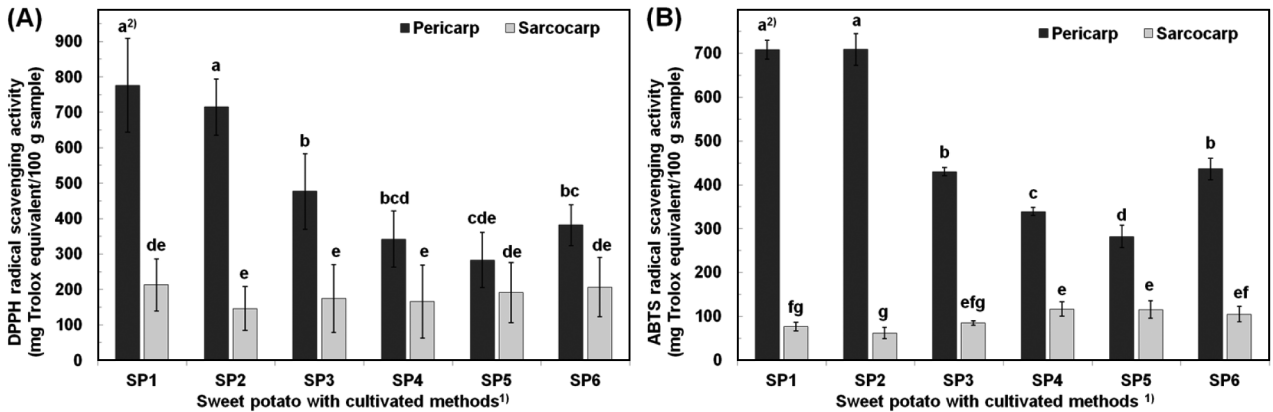 (A)
DPPH radical scavenging activity
(mg Trolox equivalent/100 g sample)
900
800
700
600
500
400
300
200
100
0
Pericarp Sarcocarp
a2)
a
b
bcd
cde
bc
de
e
e
e
de
de
SP1 SP2 SP3 SP4 SP5 SP6
Sweet potato with cultivated methods1)
(B)
ABTS radical scavenging activity
(mg Trolox equivalent/100 g sample)
700
600
500
400
300
200
100
0
Pericarp Sarcocarp
a2)
a
b
c
d
b
fg
g
efg
e
e
ef
SP1 SP2 SP3 SP4 SP5 SP6
Sweet potato with cultivated methods 1)